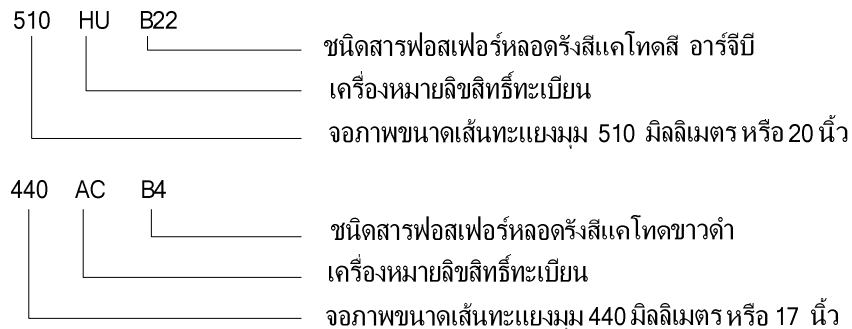 510 HU B22
ชนิดสารฟอสเฟอร์หลอดรังสีแคโทดสี อาร์จีบี
เครื่องหมายลิขสิทธิ์ทะเบียน
จอภาพขนาดเส้นทะแยงมุม 510 มิลลิเมตร หรือ 20 นิ้ว
440 AC B4
ชนิดสารฟอสเฟอร์หลอดรังสีแคโทดขาวดำ
เครื่องหมายลิขสิทธิ์ทะเบียน
จอภาพขนาดเส้นทะแยงมุม 440 มิลลิเมตร หรือ 17 นิ้ว